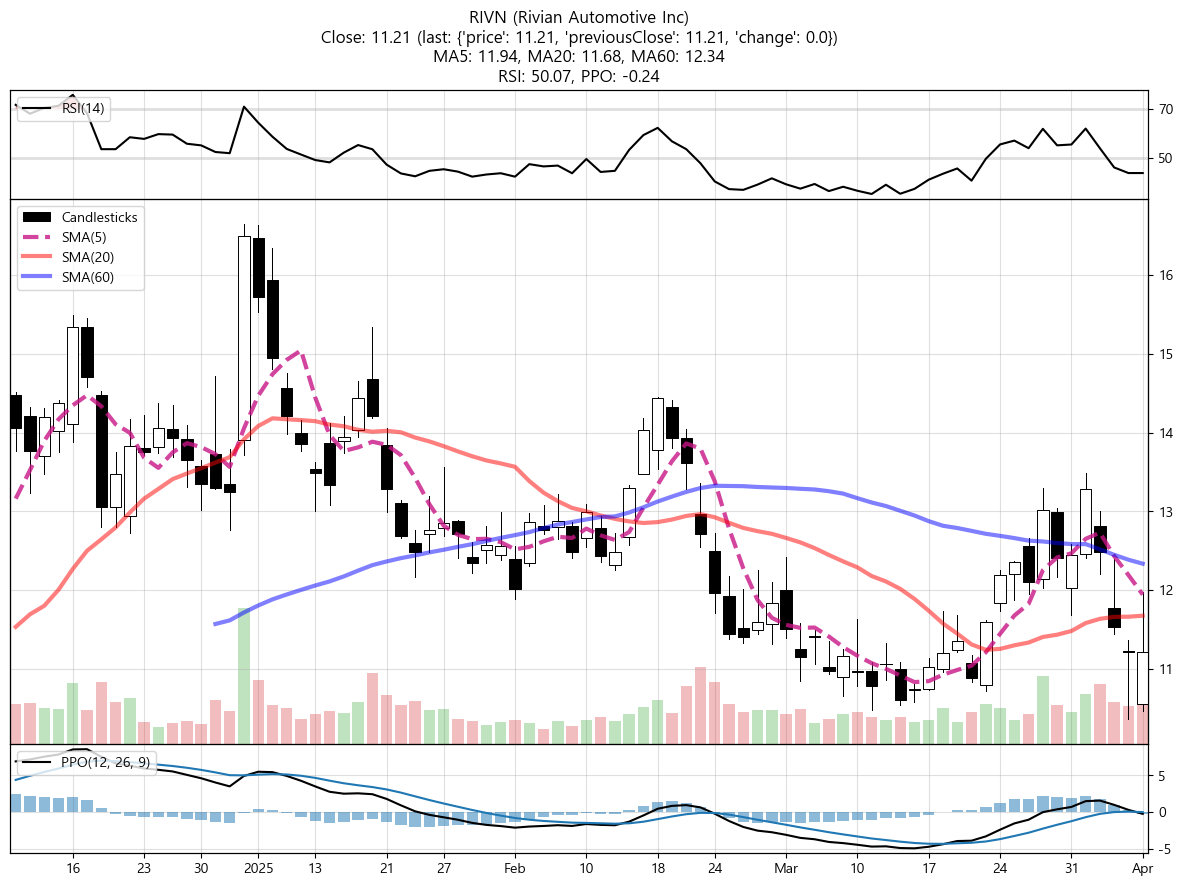 RIVN (Rivian Automotive Inc)
Close: 11.21 (last: {'price': 11.21, 'previousClose': 11.21, 'change': 0.0})
MA5: 11.94, MA20: 11.68, MA60: 12.34
RSI: 50.07, PPO: -0.24
RSI(14)
70
50
Candlesticks
SMA(5)
SMA(20)
SMA(60)
16
15
14
13
12
11
PPO(12, 26, 9)
5
0
-5
16 23 30 2025 13 21 27 Feb 10 18 24 Mar 10 17 24 31 Apr